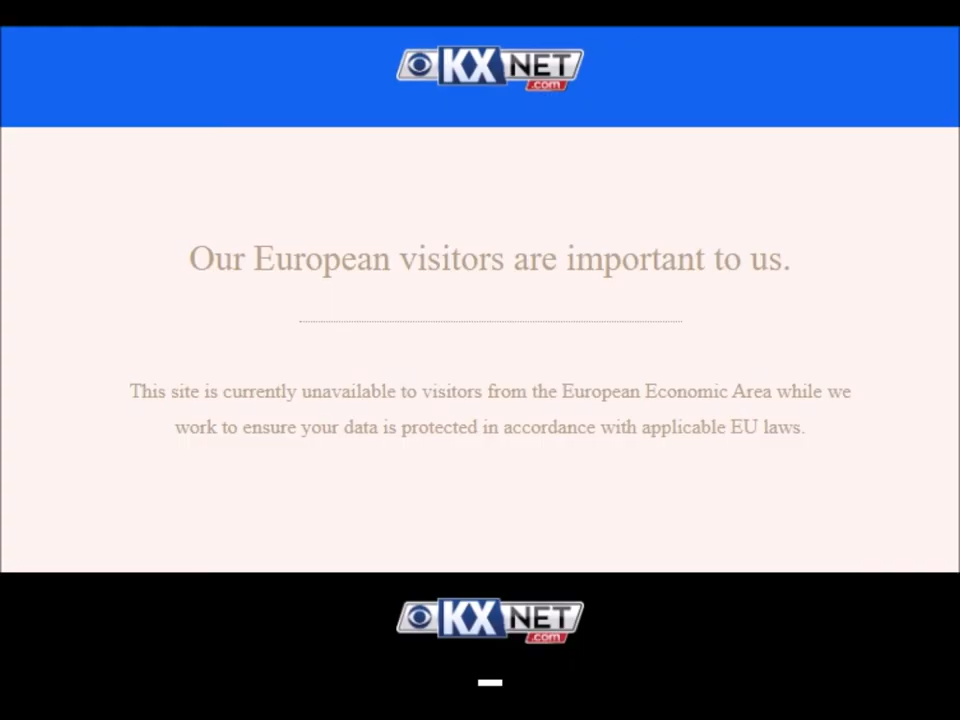 KX NET
.com
Our European visitors are important to us.
This site is currently unavailable to visitors from the European Economic Area while we
work to ensure your data is protected in accordance with applicable EU laws.
KX NET
.com